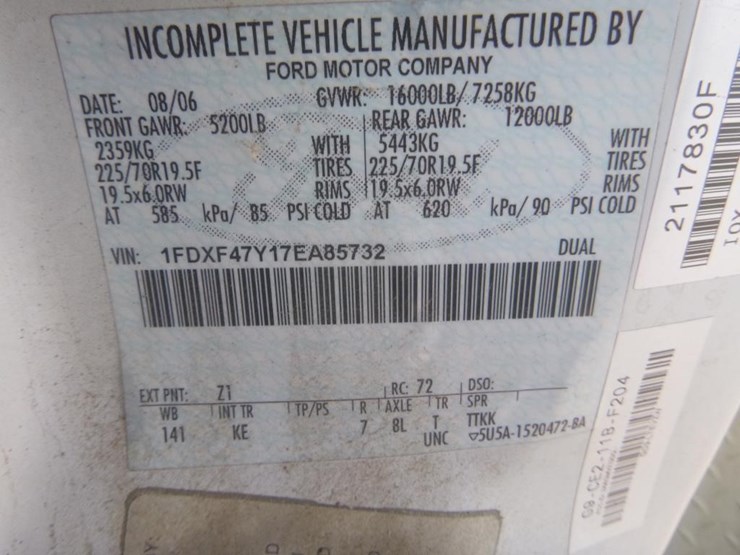 INCOMPLETE VEHICLE MANUFACTURED BY
FORD MOTOR COMPANY
DATE: 08/06 GVWR: 16000LB/ 7258KG
FRONT GAWR: 5200LB REAR GAWR: 12000LB
2359KG WITH 5443KG WITH
225/70R19.5F TIRES 225/70R19.5F TIRES
19.5x6.0RW RIMS 19.5x6.0RW RIMS
AT 585 kPa/ 85 PSI COLD AT 620 kPa/ 90 PSI COLD
VIN: 1FDXF47Y17EA85732 DUAL
EXT PNT: Z1 RC: 72 DSO:
WB INT TR TP/PS R AXLE TR SPR
141 KE 7 8L T TTKK
UNC ▽5U5A-1520472-BA
2117830F
09-CE2-11B-F204